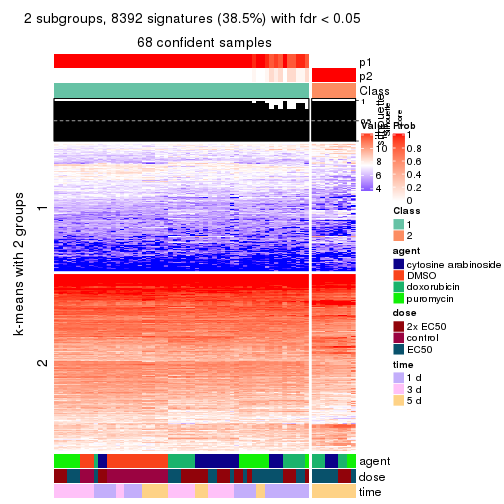 2 subgroups, 8392 signatures (38.5%) with fdr < 0.05
68 confident samples
p1
p2
Class
1
silhouette
score
Value
10
8
6
4
Prob
1
0.8
0.6
0.4
0.2
0
Class
1
2
agent
cytosine arabinoside
DMSO
doxorubicin
puromycin
dose
2x EC50
control
EC50
time
1 d
3 d
5 d
k-means with 2 groups
1
2
agent
dose
time